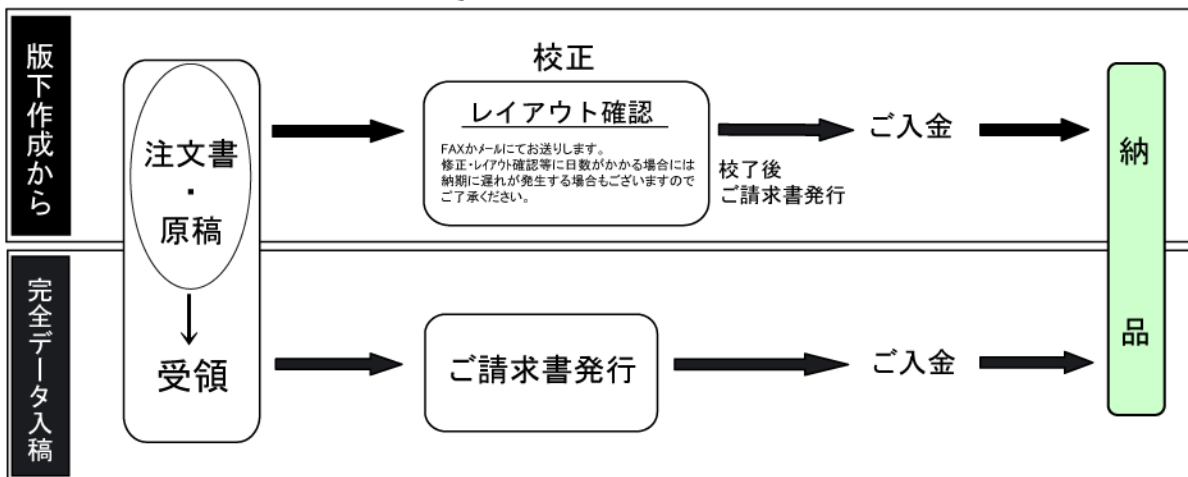 版下作成から
注文書
・
原稿
受領
校正
レイアウト確認
FAXかメールにてお送りします。
修正・レイアウト確認等に日数がかかる場合には
納期に遅れが発生する場合もございますので
ご了承ください。
校了後
ご請求書発行
ご入金
納品
完全データ入稿
ご請求書発行
ご入金